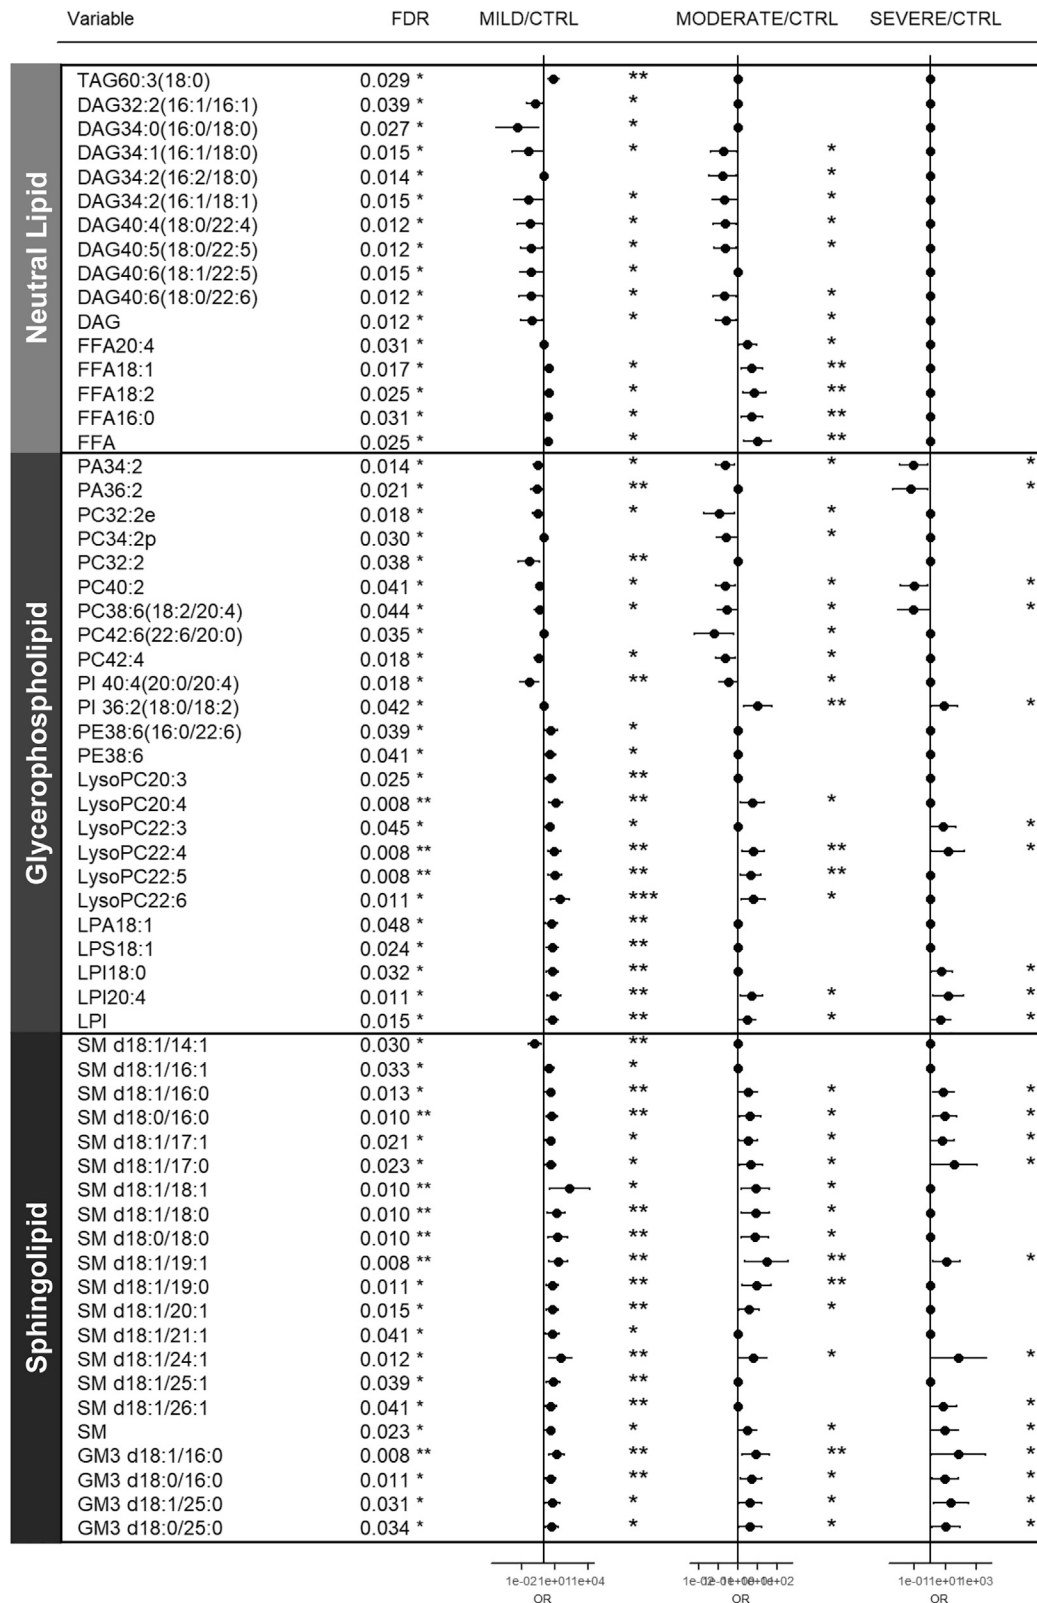 Variable FDR MILD/CTRL MODERATE/CTRL SEVERE/CTRL
Neutral Lipid
TAG60:3(18:0) 0.029 * **
DAG32:2(16:1/16:1) 0.039 * *
DAG34:0(16:0/18:0) 0.027 * *
DAG34:1(16:1/18:0) 0.015 * * *
DAG34:2(16:2/18:0) 0.014 * *
DAG34:2(16:1/18:1) 0.015 * * *
DAG40:4(18:0/22:4) 0.012 * * *
DAG40:5(18:0/22:5) 0.012 * * *
DAG40:6(18:1/22:5) 0.015 * *
DAG40:6(18:0/22:6) 0.012 * * *
DAG 0.012 * * *
FFA20:4 0.031 * *
FFA18:1 0.017 * * **
FFA18:2 0.025 * * **
FFA16:0 0.031 * * **
FFA 0.025 * * **
Glycerophospholipid
PA34:2 0.014 * * * *
PA36:2 0.021 * ** *
PC32:2e 0.018 * * *
PC34:2p 0.030 * *
PC32:2 0.038 * **
PC40:2 0.041 * * * *
PC38:6(18:2/20:4) 0.044 * * * *
PC42:6(22:6/20:0) 0.035 * *
PC42:4 0.018 * * *
PI 40:4(20:0/20:4) 0.018 * ** *
PI 36:2(18:0/18:2) 0.042 * ** *
PE38:6(16:0/22:6) 0.039 * *
PE38:6 0.041 * *
LysoPC20:3 0.025 * **
LysoPC20:4 0.008 ** ** *
LysoPC22:3 0.045 * * *
LysoPC22:4 0.008 ** ** ** *
LysoPC22:5 0.008 ** ** **
LysoPC22:6 0.011 * *** *
LPA18:1 0.048 * **
LPS18:1 0.024 * **
LPI18:0 0.032 * ** *
LPI20:4 0.011 * ** * *
LPI 0.015 * ** * *
Sphingolipid
SM d18:1/14:1 0.030 * **
SM d18:1/16:1 0.033 * *
SM d18:1/16:0 0.013 * ** * *
SM d18:0/16:0 0.010 ** ** * *
SM d18:1/17:1 0.021 * * * *
SM d18:1/17:0 0.023 * * * *
SM d18:1/18:1 0.010 ** * *
SM d18:1/18:0 0.010 ** ** *
SM d18:0/18:0 0.010 ** ** *
SM d18:1/19:1 0.008 ** ** ** *
SM d18:1/19:0 0.011 * ** **
SM d18:1/20:1 0.015 * ** *
SM d18:1/21:1 0.041 * *
SM d18:1/24:1 0.012 * ** * *
SM d18:1/25:1 0.039 * **
SM d18:1/26:1 0.041 * ** *
SM 0.023 * * * *
GM3 d18:1/16:0 0.008 ** ** ** *
GM3 d18:0/16:0 0.011 * ** * *
GM3 d18:1/25:0 0.031 * * * *
GM3 d18:0/25:0 0.034 * * * *
1e-021e+011e+04 1e-011e+011e+03
OR OR OR